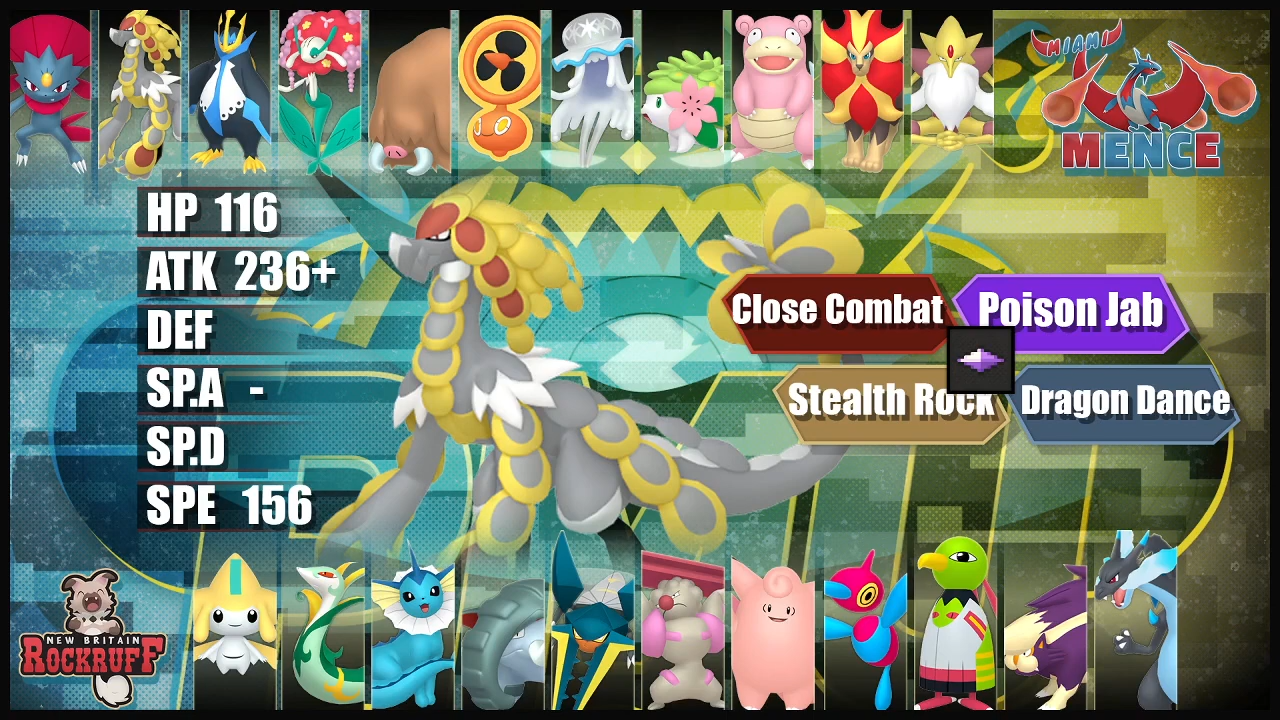 MIAMI
MENCE
HP 116
ATK 236+
DEF
SP.A -
SP.D
SPE 156
Close Combat
Poison Jab
Stealth Rock
Dragon Dance
NEW BRITAIN
ROCKRUFF